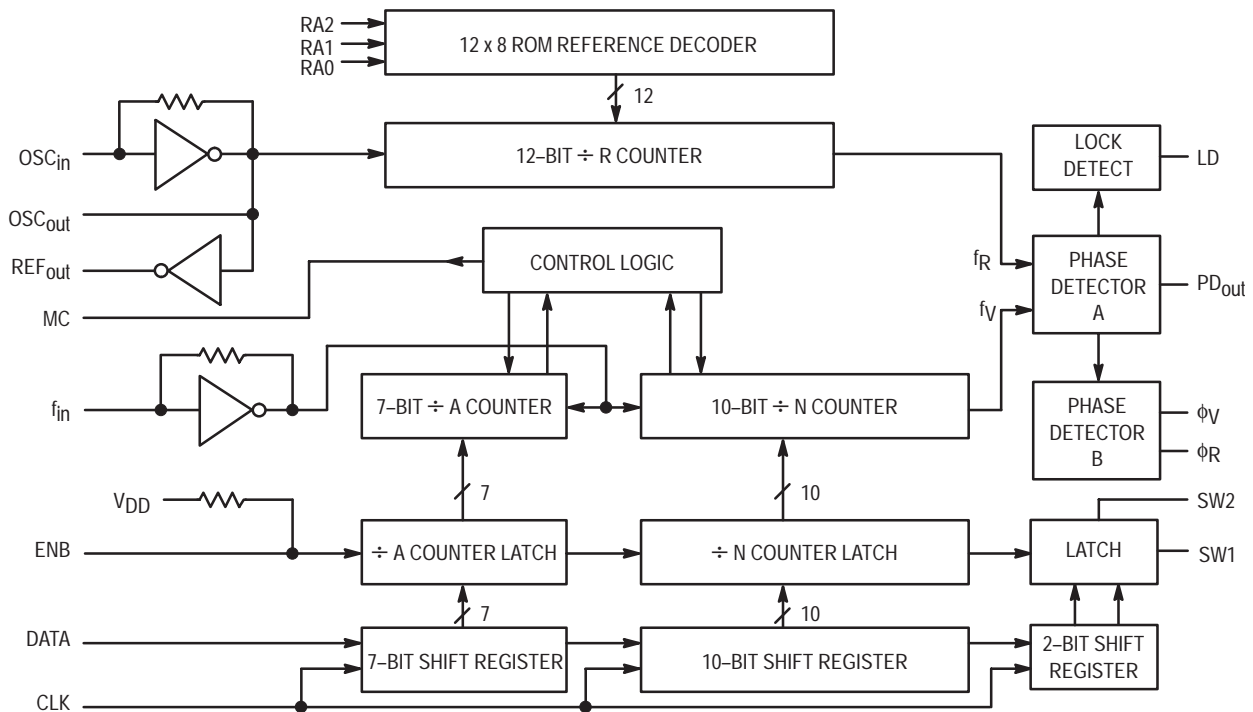 RA2
RA1
RA0
12 x 8 ROM REFERENCE DECODER
12
OSCin
12–BIT ÷ R COUNTER
LOCK
DETECT
LD
OSCout
REFout
CONTROL LOGIC
fR
PHASE
DETECTOR
A
PDout
MC
fV
fin
7–BIT ÷ A COUNTER
10–BIT ÷ N COUNTER
PHASE
DETECTOR
B
ϕV
ϕR
7
10
VDD
SW2
ENB
÷ A COUNTER LATCH
÷ N COUNTER LATCH
LATCH
SW1
7
10
DATA
7–BIT SHIFT REGISTER
10–BIT SHIFT REGISTER
2–BIT SHIFT
REGISTER
CLK